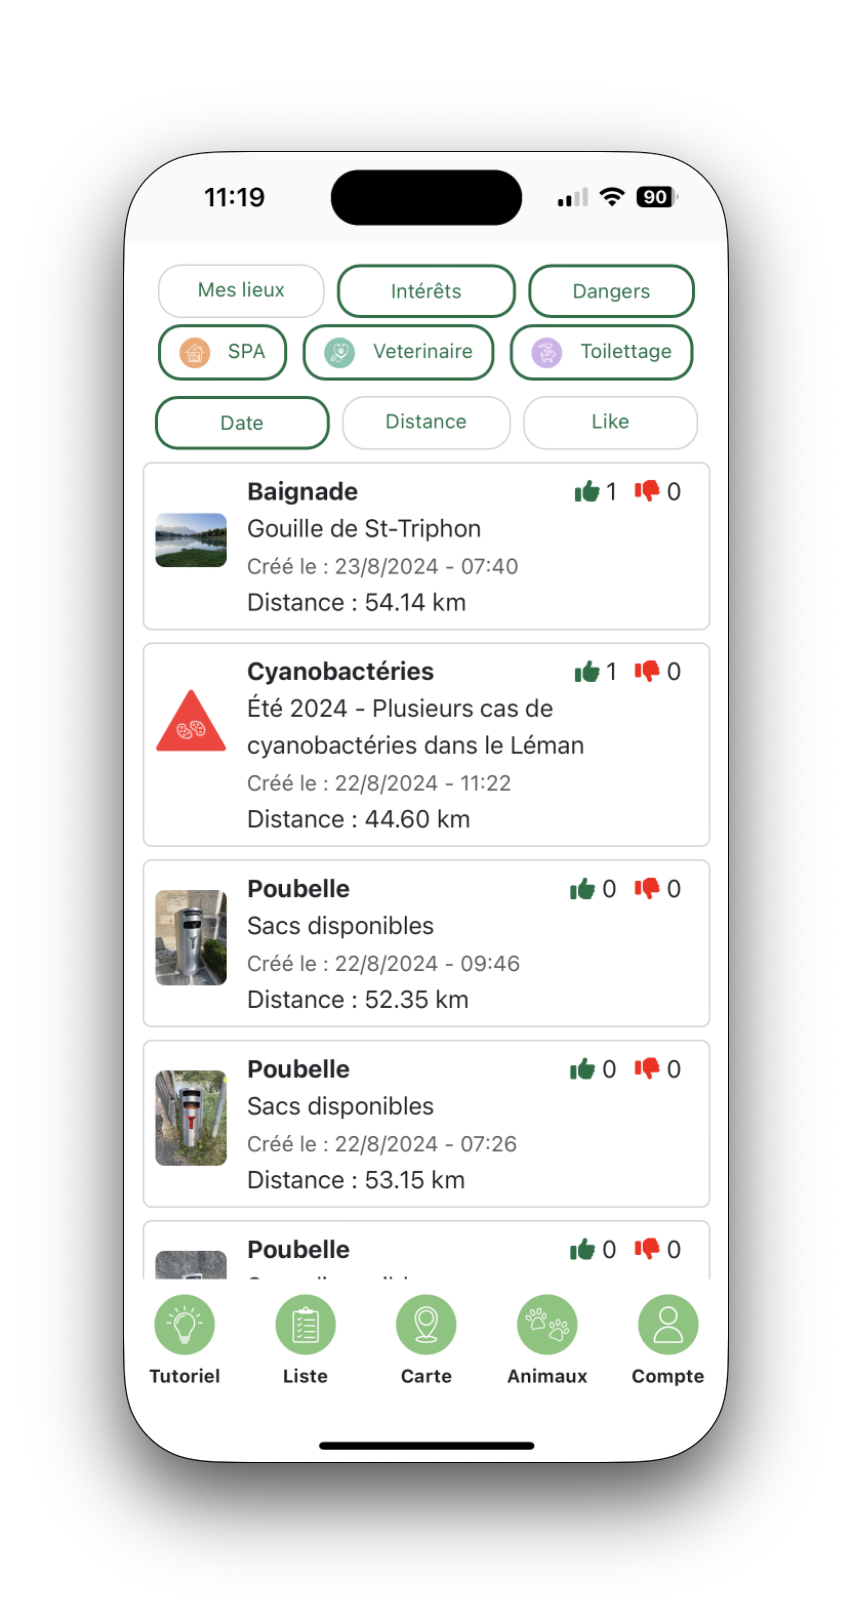 11:19
90
Mes lieux
Intérêts
Dangers
SPA
Veterinaire
Toilettage
Date
Distance
Like
Baignade
1
0
Gouille de St-Triphon
Créé le : 23/8/2024 - 07:40
Distance : 54.14 km
Cyanobactéries
1
0
Été 2024 - Plusieurs cas de
cyanobactéries dans le Léman
Créé le : 22/8/2024 - 11:22
Distance : 44.60 km
Poubelle
0
0
Sacs disponibles
Créé le : 22/8/2024 - 09:46
Distance : 52.35 km
Poubelle
0
0
Sacs disponibles
Créé le : 22/8/2024 - 07:26
Distance : 53.15 km
Poubelle
0
0
Tutoriel
Liste
Carte
Animaux
Compte